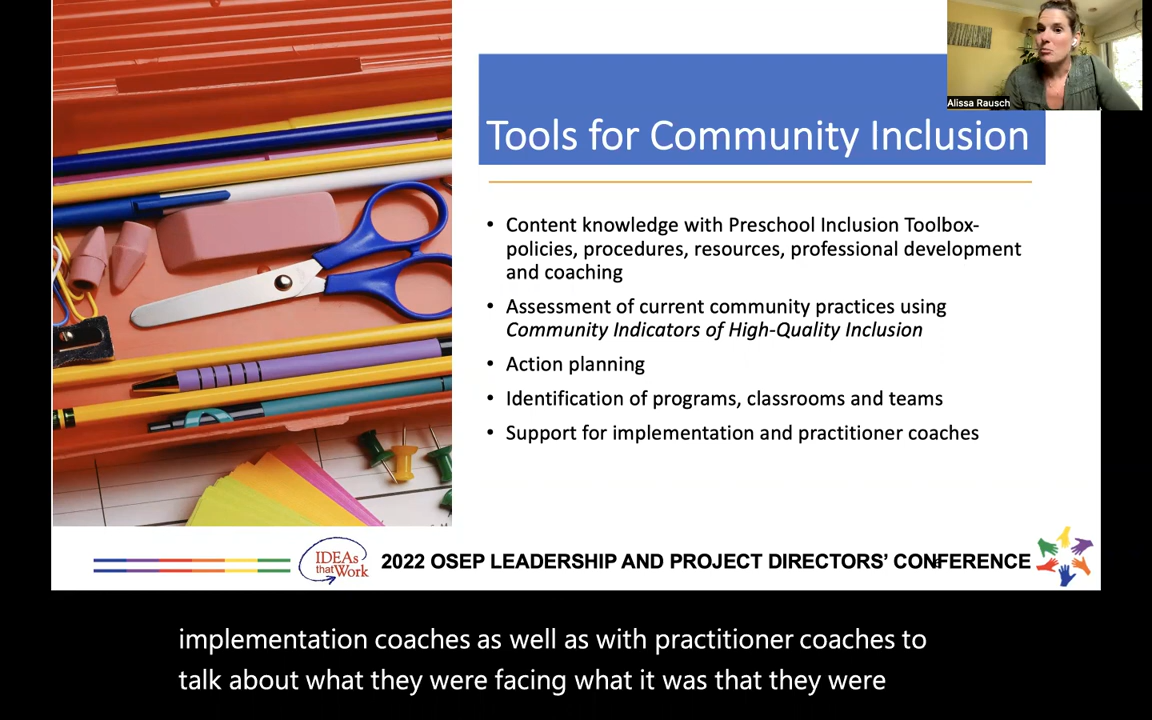 Alissa Rausch
Tools for Community Inclusion
• Content knowledge with Preschool Inclusion Toolbox-
policies, procedures, resources, professional development
and coaching
• Assessment of current community practices using
Community Indicators of High-Quality Inclusion
• Action planning
• Identification of programs, classrooms and teams
• Support for implementation and practitioner coaches
IDEAs
that Work
2022 OSEP LEADERSHIP AND PROJECT DIRECTORS’ CONFERENCE
implementation coaches as well as with practitioner coaches to
talk about what they were facing what it was that they were